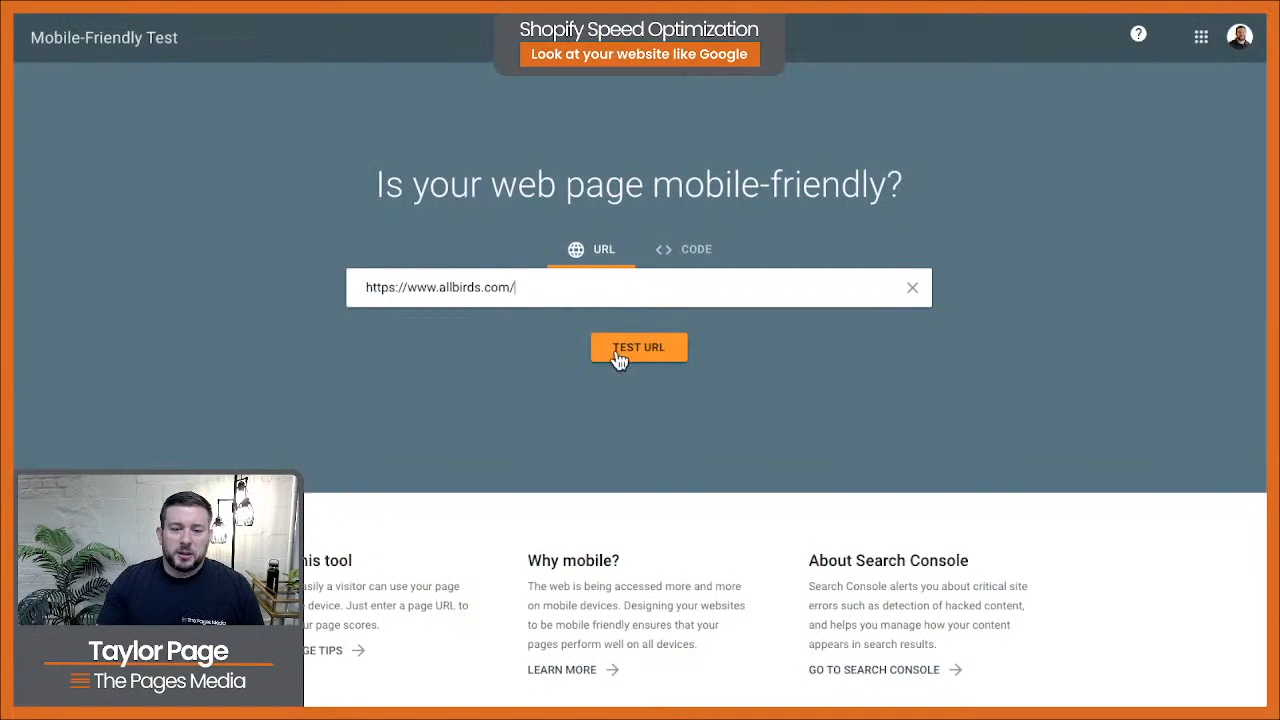 Mobile-Friendly Test
Shopify Speed Optimization
Look at your website like Google
Is your web page mobile-friendly?
URL
CODE
https://www.allbirds.com/
TEST URL
his tool
asily a visitor can use your page
device. Just enter a page URL to
ur page scores.
GE TIPS
Why mobile?
The web is being accessed more and more
on mobile devices. Designing your websites
to be mobile friendly ensures that your
pages perform well on all devices.
LEARN MORE
About Search Console
Search Console alerts you about critical site
errors such as detection of hacked content,
and helps you manage how your content
appears in search results.
GO TO SEARCH CONSOLE
The Pages Media
Taylor Page
The Pages Media